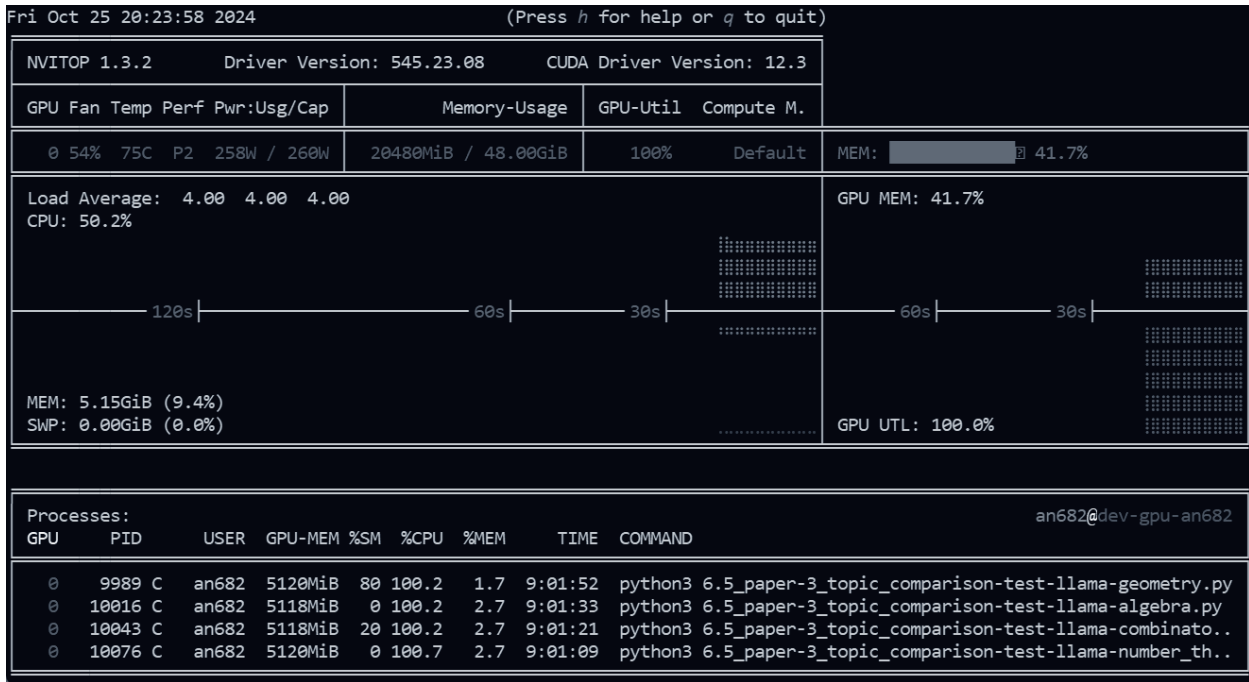 Fri Oct 25 20:23:58 2024 (Press h for help or q to quit)
NVITOP 1.3.2 Driver Version: 545.23.08 CUDA Driver Version: 12.3
GPU Fan Temp Perf Pwr:Usg/Cap Memory-Usage GPU-Util Compute M.
0 54% 75C P2 258W / 260W 20480MiB / 48.00GiB 100% Default MEM: 41.7%
Load Average: 4.00 4.00 4.00 GPU MEM: 41.7%
CPU: 50.2%
120s 60s 30s 60s 30s
MEM: 5.15GiB (9.4%)
SWP: 0.00GiB (0.0%) GPU UTL: 100.0%
Processes: an682@dev-gpu-an682
GPU PID USER GPU-MEM %SM %CPU %MEM TIME COMMAND
0 9989 C an682 5120MiB 80 100.2 1.7 9:01:52 python3 6.5_paper-3_topic_comparison-test-llama-geometry.py
0 10016 C an682 5118MiB 0 100.2 2.7 9:01:33 python3 6.5_paper-3_topic_comparison-test-llama-algebra.py
0 10043 C an682 5118MiB 20 100.2 2.7 9:01:21 python3 6.5_paper-3_topic_comparison-test-llama-combinato..
0 10076 C an682 5120MiB 0 100.7 2.7 9:01:09 python3 6.5_paper-3_topic_comparison-test-llama-number_th..